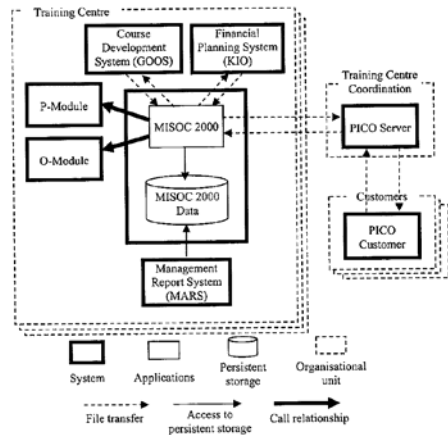 Training Centre
Course
Development
System (GOOS)
Financial
Planning System
(KIO)
P-Module
O-Module
MISOC 2000
MISOC 2000
Data
Management
Report System
(MARS)
Training Centre
Coordination
PICO Server
Customers
PICO
Customer
System
Applications
Persistent
storage
Organisational
unit
File transfer
Access to
persistent storage
Call relationship